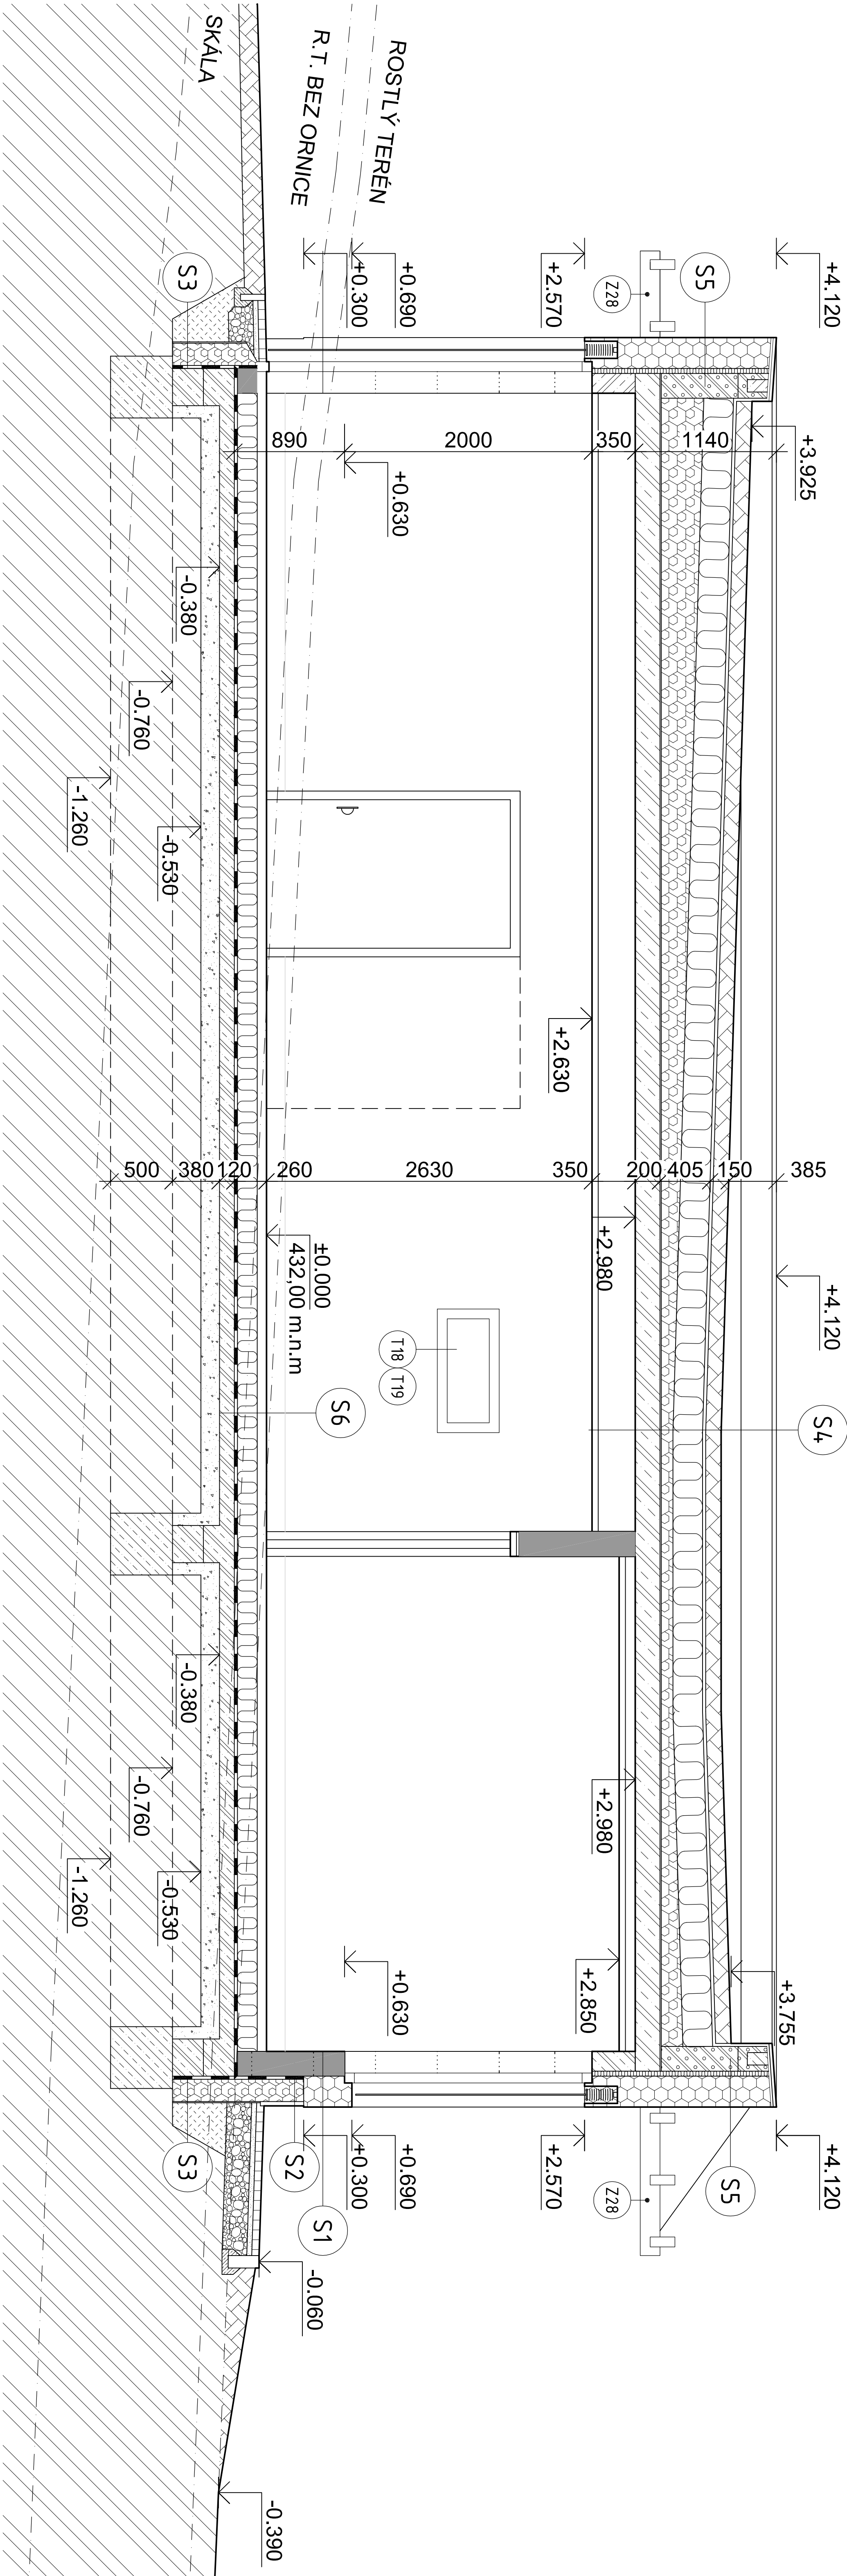 SKÁLA
R.T. BEZ ORNICE
ROSTLÝ TERÉN
S3
+0.300
+0.690
+2.570
Z28
S5
+4.120
+3.925
890
2000
350
1140
+0.630
-0.380
-0.760
-0.530
-1.260
+2.630
500
380
120
260
2630
350
200
405
150
385
±0.000
432,00 m.n.m
+2.980
+4.120
T18
T19
S6
S4
-0.380
-0.760
-0.530
-1.260
+2.980
+0.630
+2.850
+3.755
S3
S2
S1
+0.300
+0.690
+2.570
Z28
S5
+4.120
-0.060
-0.390